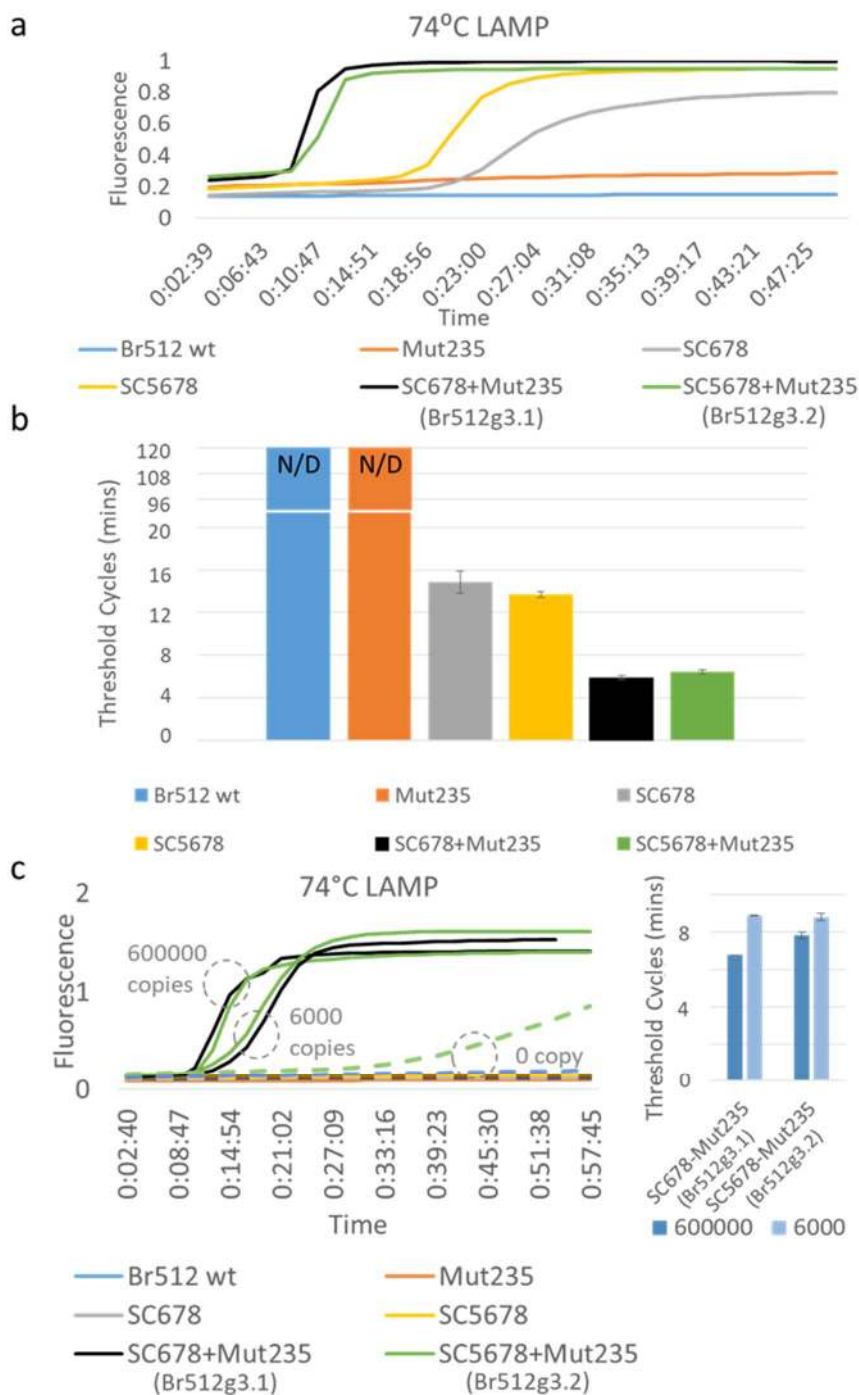 a
74°C LAMP
Fluorescence
1
0.8
0.6
0.4
0.2
0
0:02:39
0:06:43
0:10:47
0:14:51
0:18:56
0:23:00
0:27:04
0:31:08
0:35:13
0:39:17
0:43:21
0:47:25
Time
Br512 wt
Mut235
SC678
SC5678
SC678+Mut235
(Br512g3.1)
SC5678+Mut235
(Br512g3.2)
b
Threshold Cycles (mins)
120
108
96
20
16
12
8
4
0
N/D
N/D
Br512 wt
Mut235
SC678
SC5678
SC678+Mut235
SC5678+Mut235
c
74°C LAMP
Fluorescence
2
1
0
600000
copies
6000
copies
0 copy
0:02:40
0:08:47
0:14:54
0:21:02
0:27:09
0:33:16
0:39:23
0:45:30
0:51:38
0:57:45
Time
Threshold Cycles (mins)
8
4
0
SC678-Mut235
(Br512g3.1)
SC5678-Mut235
(Br512g3.2)
600000
6000
Br512 wt
Mut235
SC678
SC5678
SC678+Mut235
(Br512g3.1)
SC5678+Mut235
(Br512g3.2)